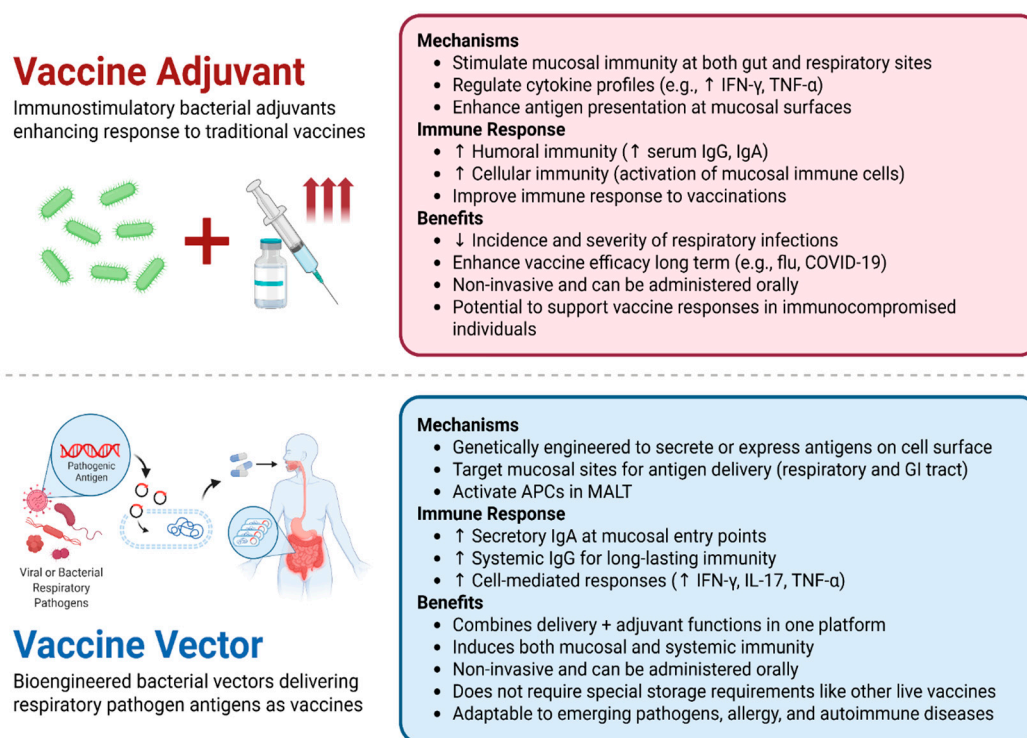 Vaccine Adjuvant
Immunostimulatory bacterial adjuvants
enhancing response to traditional vaccines
Mechanisms
• Stimulate mucosal immunity at both gut and respiratory sites
• Regulate cytokine profiles (e.g., ↑ IFN-γ, TNF-α)
• Enhance antigen presentation at mucosal surfaces
Immune Response
• ↑ Humoral immunity (↑ serum IgG, IgA)
• ↑ Cellular immunity (activation of mucosal immune cells)
• Improve immune response to vaccinations
Benefits
• ↓ Incidence and severity of respiratory infections
• Enhance vaccine efficacy long term (e.g., flu, COVID-19)
• Non-invasive and can be administered orally
• Potential to support vaccine responses in immunocompromised
individuals
Pathogenic
Antigen
Viral or Bacterial
Respiratory
Pathogens
Vaccine Vector
Bioengineered bacterial vectors delivering
respiratory pathogen antigens as vaccines
Mechanisms
• Genetically engineered to secrete or express antigens on cell surface
• Target mucosal sites for antigen delivery (respiratory and GI tract)
• Activate APCs in MALT
Immune Response
• ↑ Secretory IgA at mucosal entry points
• ↑ Systemic IgG for long-lasting immunity
• ↑ Cell-mediated responses (↑ IFN-γ, IL-17, TNF-α)
Benefits
• Combines delivery + adjuvant functions in one platform
• Induces both mucosal and systemic immunity
• Non-invasive and can be administered orally
• Does not require special storage requirements like other live vaccines
• Adaptable to emerging pathogens, allergy, and autoimmune diseases